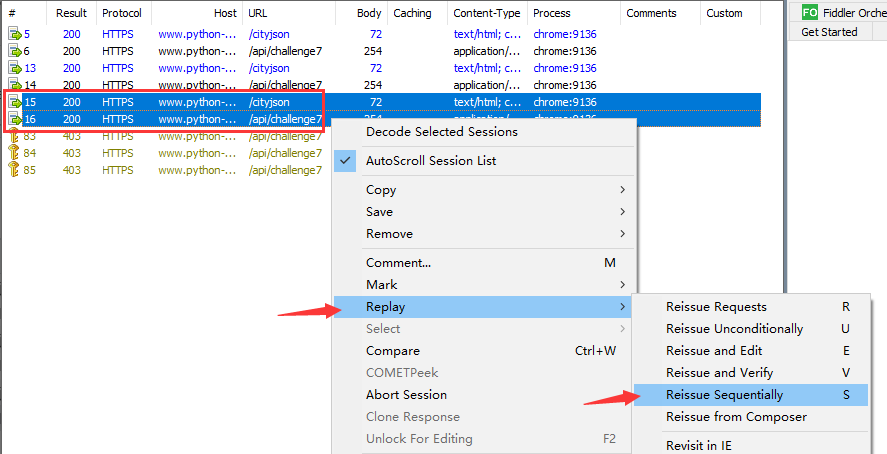 # Result Protocol Host URL Body Caching Content-Type Process Comments Custom
5 200 HTTPS www.python-... /cityjson 72 text/html; c... chrome:9136
6 200 HTTPS www.python-... /api/challenge7 254 application/... chrome:9136
13 200 HTTPS www.python-... /cityjson 72 text/html; c... chrome:9136
14 200 HTTPS www.python-... /api/challenge7 254 application/... chrome:9136
15 200 HTTPS www.python-... /cityjson 72 text/html; c... chrome:9136
16 200 HTTPS www.python-... /api/challenge7 254 application/... chrome:9136
83 403 HTTPS www.python-... /api/challenge7
84 403 HTTPS www.python-... /api/challenge7
85 403 HTTPS www.python-... /api/challenge7
FO Fiddler Orche
Get Started
Decode Selected Sessions
AutoScroll Session List
Copy
Save
Remove
Comment... M
Mark
Replay
Select
Compare Ctrl+W
COMETPeek
Abort Session
Clone Response
Unlock For Editing F2
Reissue Requests R
Reissue Unconditionally U
Reissue and Edit E
Reissue and Verify V
Reissue Sequentially S
Reissue from Composer
Revisit in IE